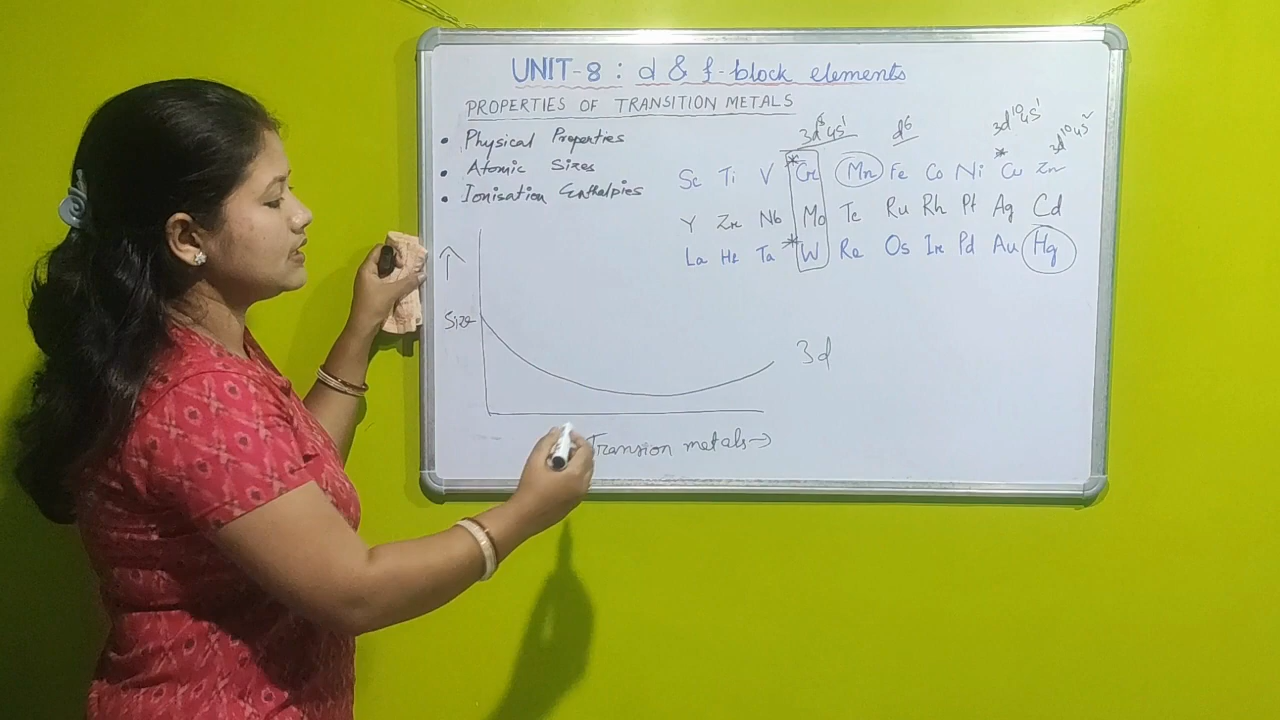 UNIT-8 : d & f-block elements
PROPERTIES OF TRANSITION METALS
• Physical Properties
• Atomic Sizes
• Ionisation Enthalpies
3d⁵4s¹ d⁶ 3d¹⁰4s¹ 3d¹⁰4s²
Sc Ti V *Cr Mn Fe Co Ni *Cu Zn
Y Zr Nb Mo Tc Ru Rh Pt Ag Cd
La Hf Ta *W Re Os Ir Pd Au Hg
↑
Size
3d
Transion metals→